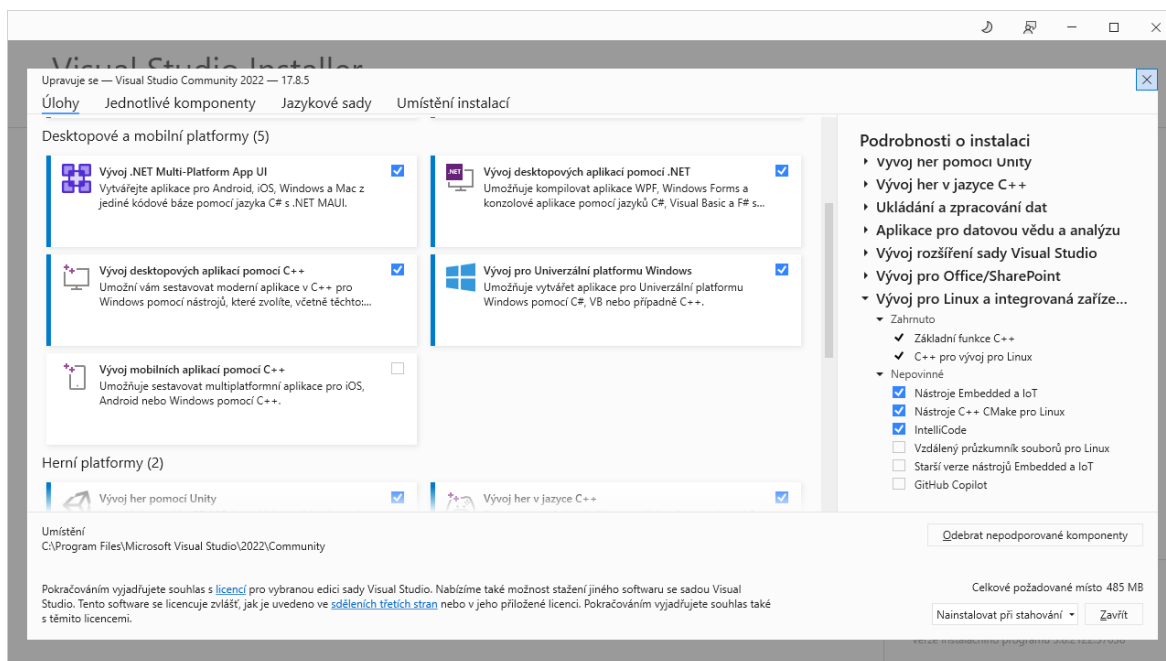 Visual Studio Installer
Upravuje se — Visual Studio Community 2022 — 17.8.5
Úlohy Jednotlivé komponenty Jazykové sady Umístění instalací
Desktopové a mobilní platformy (5)
Vývoj .NET Multi-Platform App UI
Vytvářejte aplikace pro Android, iOS, Windows a Mac z
jediné kódové báze pomocí jazyka C# s .NET MAUI.
.NET
Vývoj desktopových aplikací pomocí .NET
Umožňuje kompilovat aplikace WPF, Windows Forms a
konzolové aplikace pomocí jazyků C#, Visual Basic a F# s...
Vývoj desktopových aplikací pomocí C++
Umožní vám sestavovat moderní aplikace v C++ pro
Windows pomocí nástrojů, které zvolíte, včetně těchto:...
Vývoj pro Univerzální platformu Windows
Umožňuje vytvářet aplikace pro Univerzální platformu
Windows pomocí C#, VB nebo případně C++.
Vývoj mobilních aplikací pomocí C++
Umožňuje sestavovat multiplatformní aplikace pro iOS,
Android nebo Windows pomocí C++.
Herní platformy (2)
Vývoj her pomocí Unity
Vývoj her v jazyce C++
Podrobnosti o instalaci
Vývoj her pomocí Unity
Vývoj her v jazyce C++
Ukládání a zpracování dat
Aplikace pro datovou vědu a analýzu
Vývoj rozšíření sady Visual Studio
Vývoj pro Office/SharePoint
Vývoj pro Linux a integrovaná zaříze...
Zahrnuto
Základní funkce C++
C++ pro vývoj pro Linux
Nepovinné
Nástroje Embedded a IoT
Nástroje C++ CMake pro Linux
IntelliCode
Vzdálený průzkumník souborů pro Linux
Starší verze nástrojů Embedded a IoT
GitHub Copilot
Umístění
C:\Program Files\Microsoft Visual Studio\2022\Community
Odebrat nepodporované komponenty
Pokračováním vyjadřujete souhlas s licencí pro vybranou edici sady Visual Studio. Nabízíme také možnost stažení jiného softwaru se sadou Visual
Studio. Tento software se licencuje zvlášť, jak je uvedeno ve sděleních třetích stran nebo v jeho přiložené licenci. Pokračováním vyjadřujete souhlas také
s těmito licencemi.
Celkové požadované místo 485 MB
Nainstalovat při stahování
Zavřít